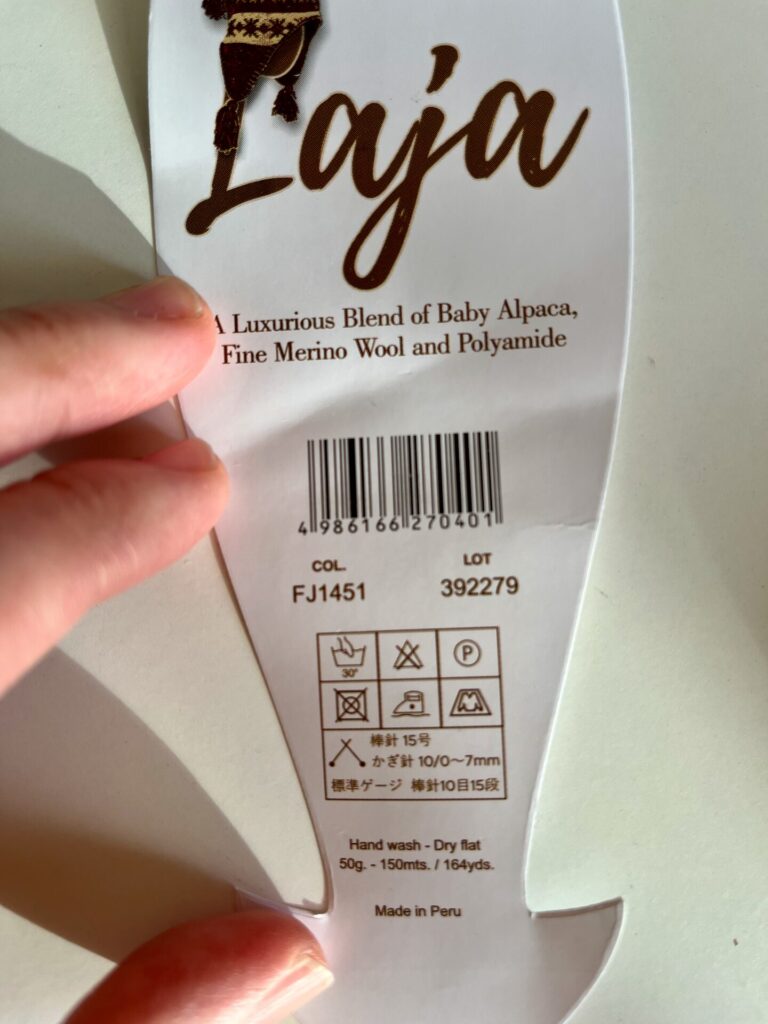 Laja
A Luxurious Blend of Baby Alpaca,
Fine Merino Wool and Polyamide
4986166270401
COL. LOT
FJ1451 392279
30°
P
棒針 15号
かぎ針 10/0～7mm
標準ゲージ 棒針10目15段
Hand wash - Dry flat
50g. - 150mts. / 164yds.
Made in Peru